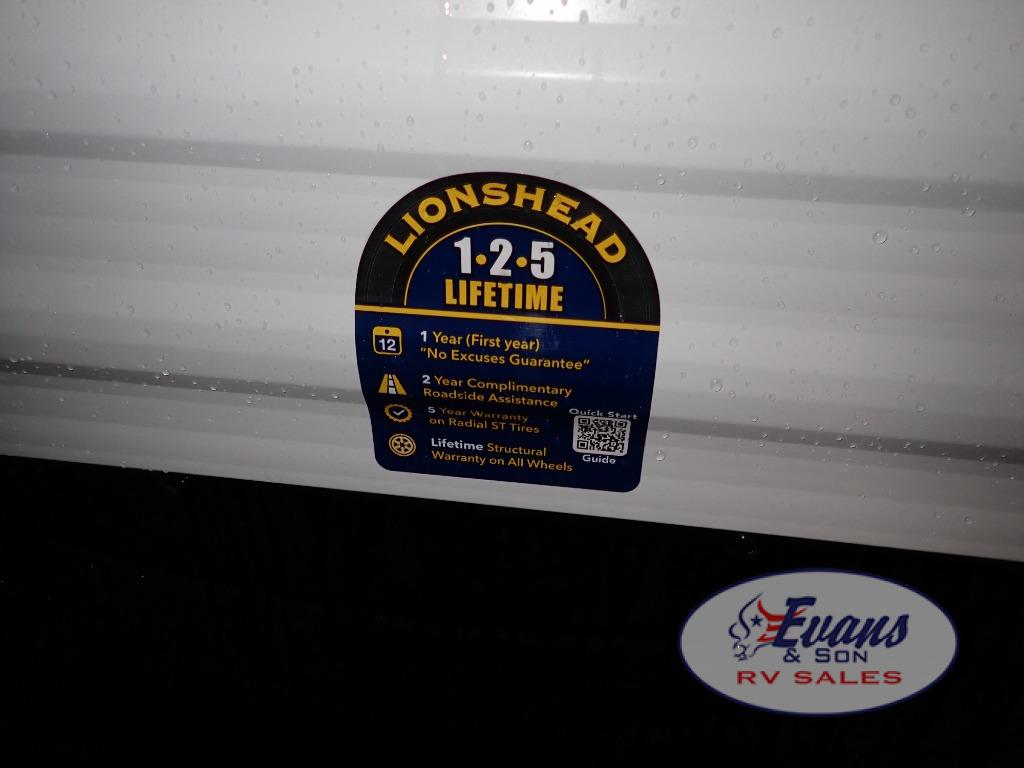 LIONSHEAD
1•2•5
LIFETIME
12
1 Year (First year)
"No Excuses Guarantee"
2 Year Complimentary
Roadside Assistance
5 Year Warranty
on Radial ST Tires
Quick Start
Guide
Lifetime Structural
Warranty on All Wheels
Evans
& SON
RV SALES